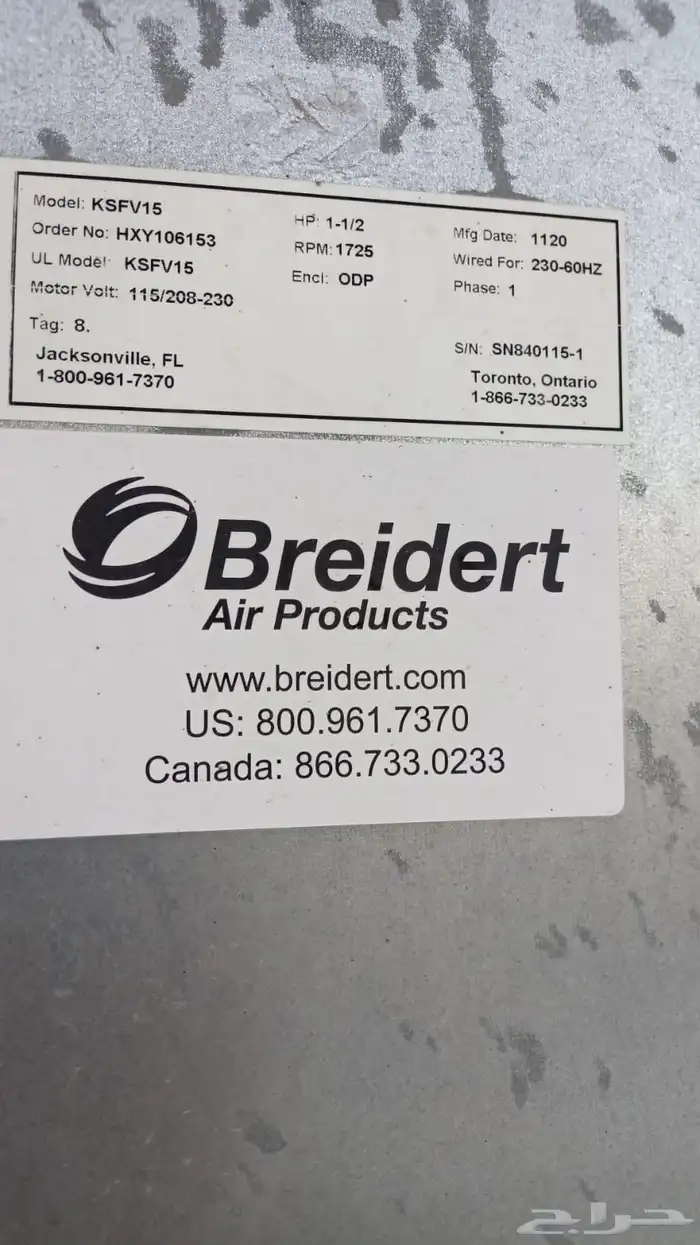 Model: KSFV15
Order No: HXY106153
UL Model: KSFV15
Motor Volt: 115/208-230
Tag: 8.
Jacksonville, FL
1-800-961-7370
HP: 1-1/2
RPM: 1725
Encl: ODP
Mfg Date: 1120
Wired For: 230-60HZ
Phase: 1
S/N: SN840115-1
Toronto, Ontario
1-866-733-0233
Breidert
Air Products
www.breidert.com
US: 800.961.7370
Canada: 866.733.0233
حراج